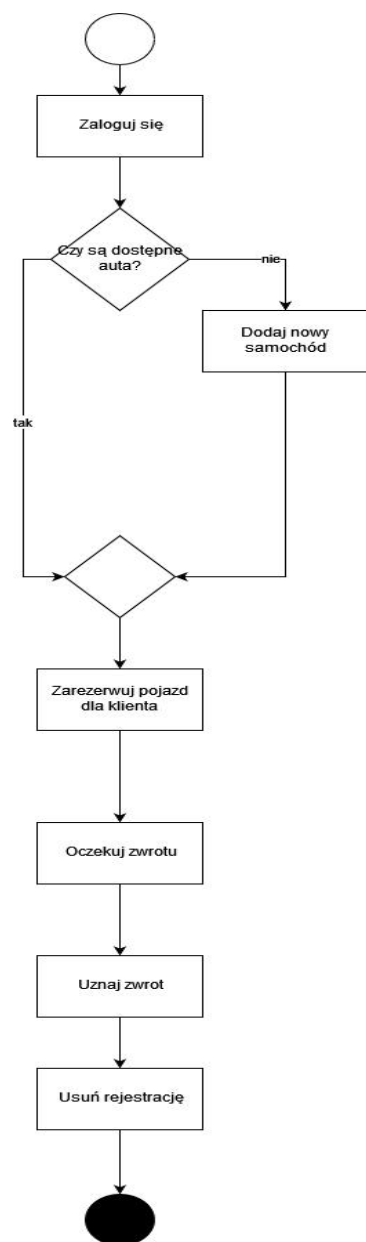 Zaloguj się
Czy są dostępne
auta?
nie
Dodaj nowy
samochód
tak
Zarezerwuj pojazd
dla klienta
Oczekuj zwrotu
Uznaj zwrot
Usuń rejestrację